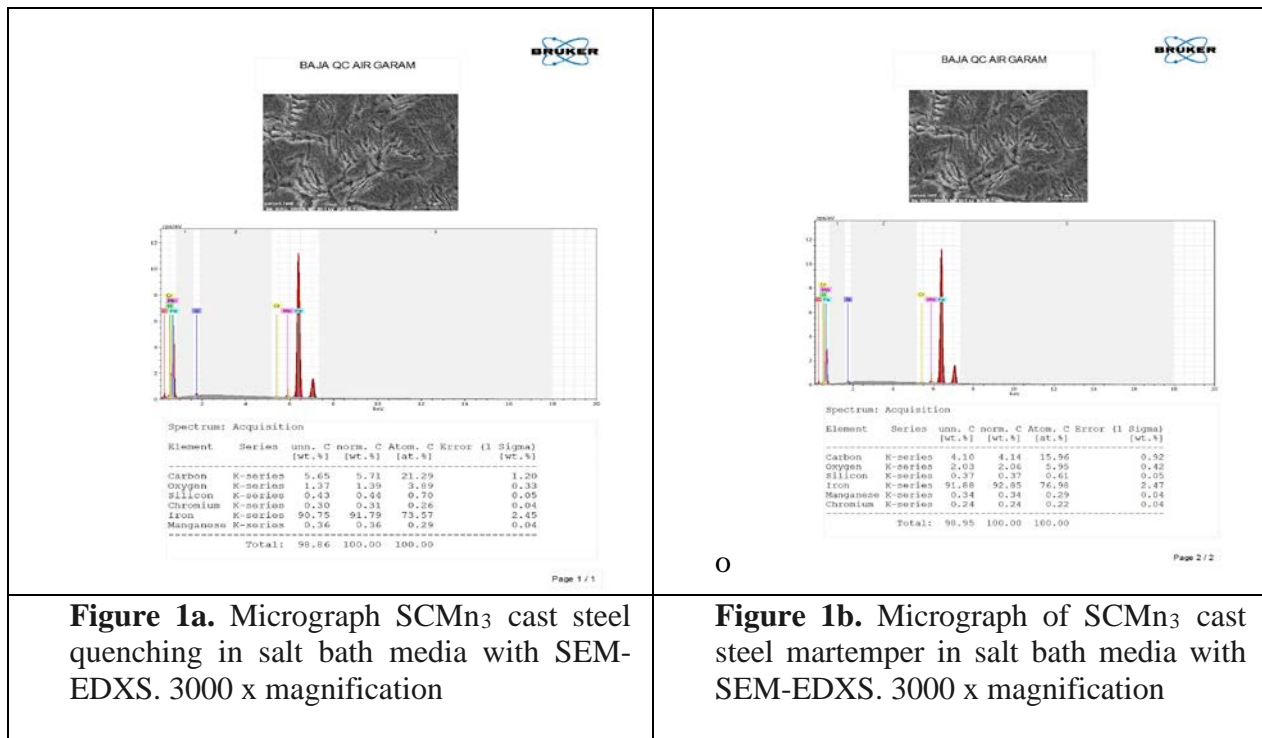 BRUKER
BAJA QC AIR GARAM
Spectrum: Acquisition
Element Series unn. C norm. C Atom. C Error (1 Sigma)
[wt.%] [wt.%] [at.%] [wt.%]
Carbon K-series 5.65 5.71 21.29 1.20
Oxygen K-series 1.37 1.39 3.89 0.33
Silicon K-series 0.43 0.44 0.70 0.05
Chromium K-series 0.30 0.31 0.26 0.04
Iron K-series 90.75 91.79 73.57 2.45
Manganese K-series 0.36 0.36 0.29 0.04
Total: 98.86 100.00 100.00
Page 1 / 1
Figure 1a. Micrograph SCMn3 cast steel
quenching in salt bath media with SEM-
EDXS. 3000 x magnification
BRUKER
BAJA QC AIR GARAM
Spectrum: Acquisition
Element Series unn. C norm. C Atom. C Error (1 Sigma)
[wt.%] [wt.%] [at.%] [wt.%]
Carbon K-series 4.10 4.14 15.96 0.92
Oxygen K-series 2.03 2.06 5.95 0.42
Silicon K-series 0.37 0.37 0.61 0.05
Iron K-series 91.88 92.85 76.98 2.47
Manganese K-series 0.34 0.34 0.29 0.04
Chromium K-series 0.24 0.24 0.22 0.04
Total: 98.95 100.00 100.00
o
Page 2 / 2
Figure 1b. Micrograph of SCMn3 cast
steel martemper in salt bath media with
SEM-EDXS. 3000 x magnification